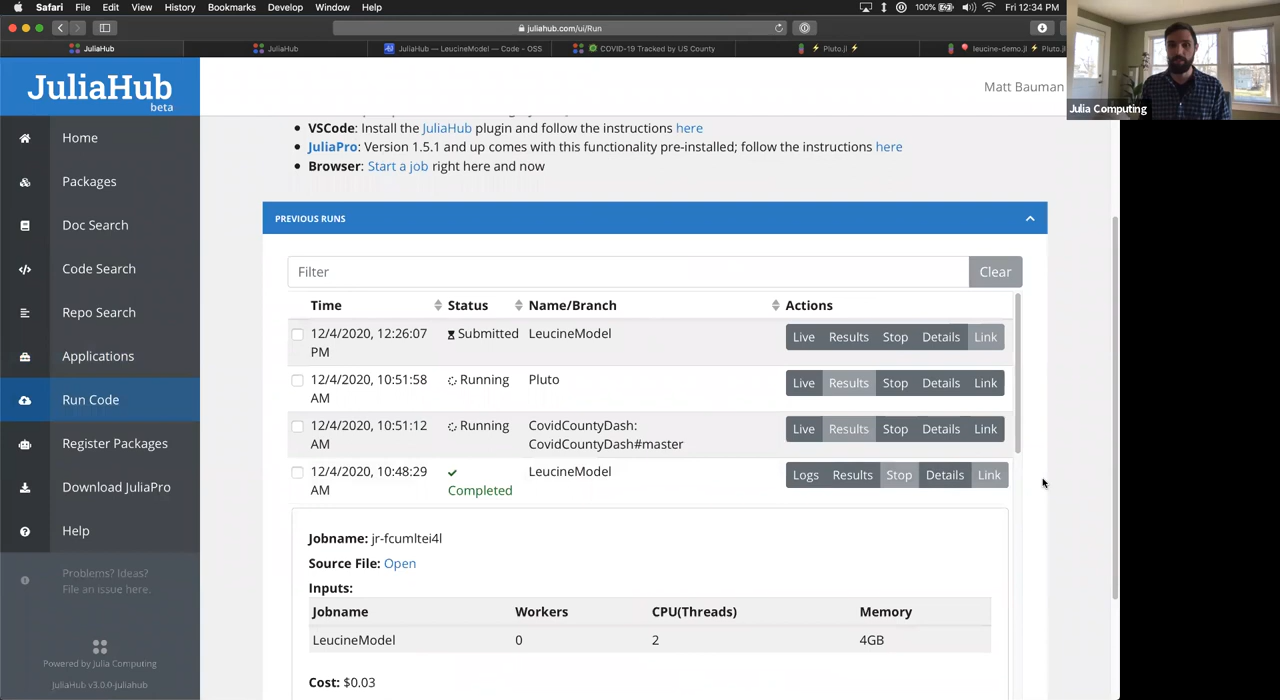 Safari File Edit View History Bookmarks Develop Window Help
100% Fri 12:34 PM
juliahub.com/ui/Run
JuliaHub
JuliaHub
JuliaHub — LeucineModel — Code - OSS
COVID-19 Tracked by US County
⚡ Pluto.jl ⚡
leucine-demo.jl ⚡ Pluto.jl
JuliaHub
beta
Matt Bauman
Julia Computing
Home
Packages
Doc Search
Code Search
Repo Search
Applications
Run Code
Register Packages
Download JuliaPro
Help
Problems? Ideas?
File an issue here.
Powered by Julia Computing
JuliaHub v3.0.0-juliahub
• VSCode: Install the JuliaHub plugin and follow the instructions here
• JuliaPro: Version 1.5.1 and up comes with this functionality pre-installed; follow the instructions here
• Browser: Start a job right here and now
PREVIOUS RUNS
Filter
Clear
Time Status Name/Branch Actions
12/4/2020, 12:26:07 Submitted LeucineModel Live Results Stop Details Link
PM
12/4/2020, 10:51:58 Running Pluto Live Results Stop Details Link
AM
12/4/2020, 10:51:12 Running CovidCountyDash: Live Results Stop Details Link
AM CovidCountyDash#master
12/4/2020, 10:48:29 LeucineModel Logs Results Stop Details Link
AM Completed
Jobname: jr-fcumltei4l
Source File: Open
Inputs:
Jobname Workers CPU(Threads) Memory
LeucineModel 0 2 4GB
Cost: $0.03